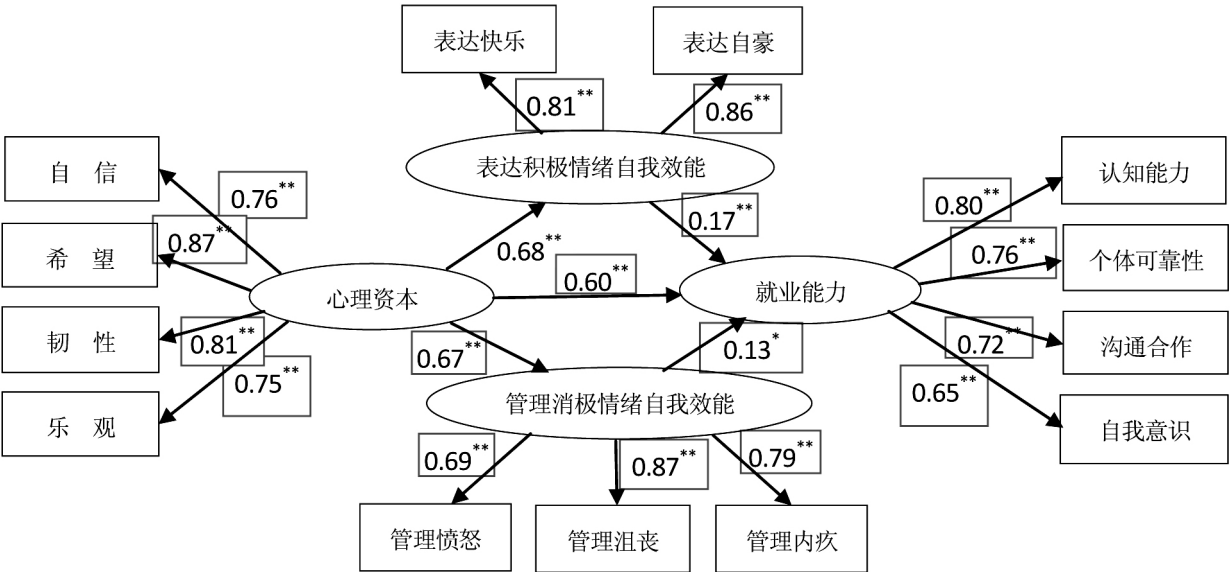 表达快乐
表达自豪
0.81**
0.86**
表达积极情绪自我效能
自 信
0.76**
0.17**
0.80**
认知能力
希 望
0.87**
0.68**
0.76**
个体可靠性
心理资本
0.60**
就业能力
韧 性
0.81**
0.67**
0.13*
0.72**
沟通合作
乐 观
0.75**
管理消极情绪自我效能
0.65**
自我意识
0.69**
0.87**
0.79**
管理愤怒
管理沮丧
管理内疚